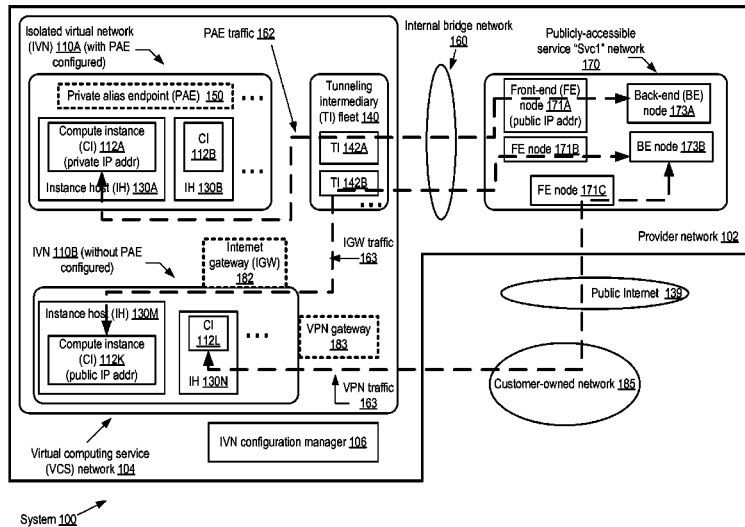 Isolated virtual network
(IVN) 110A (with PAE
configured)
PAE traffic 162
Internal bridge network
160
Publicly-accessible
service "Svc1" network
170
Private alias endpoint (PAE) 150
Compute instance
(CI) 112A
(private IP addr)
Instance host (IH) 130A
CI
112B
IH 130B
...
...
Tunneling
intermediary
(TI) fleet 140
TI 142A
TI 142B
...
Front-end (FE)
node 171A
(public IP addr)
Back-end (BE)
node 173A
FE node 171B
BE node 173B
FE node 171C
Provider network 102
IVN 110B (without PAE
configured)
Internet
gateway (IGW)
182
IGW traffic
163
Public Internet 139
Instance host (IH) 130M
Compute instance
(CI) 112K
(public IP addr)
CI
112L
IH 130N
...
VPN gateway
183
VPN traffic
163
Customer-owned network 185
Virtual computing service
(VCS) network 104
IVN configuration manager 106
System 100